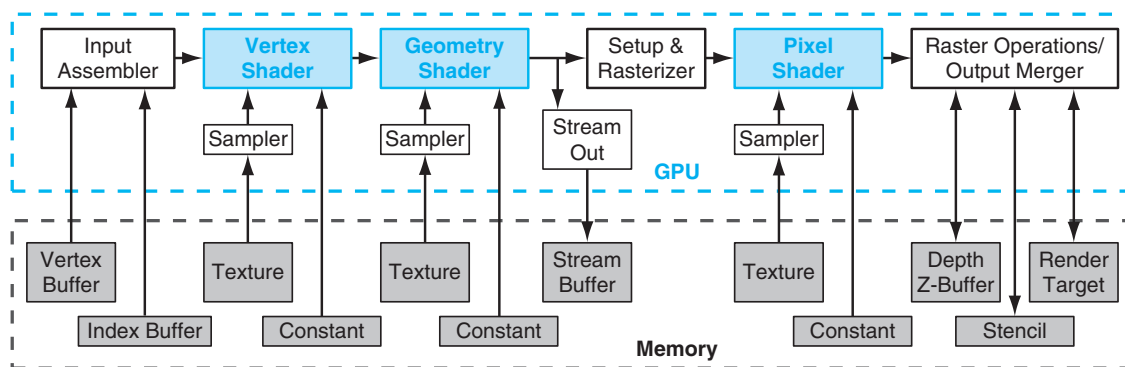 Input
Assembler
Vertex
Shader
Geometry
Shader
Setup &
Rasterizer
Pixel
Shader
Raster Operations/
Output Merger
Sampler
Sampler
Stream
Out
Sampler
GPU
Vertex
Buffer
Texture
Texture
Stream
Buffer
Texture
Depth
Z-Buffer
Render
Target
Index Buffer
Constant
Constant
Constant
Stencil
Memory